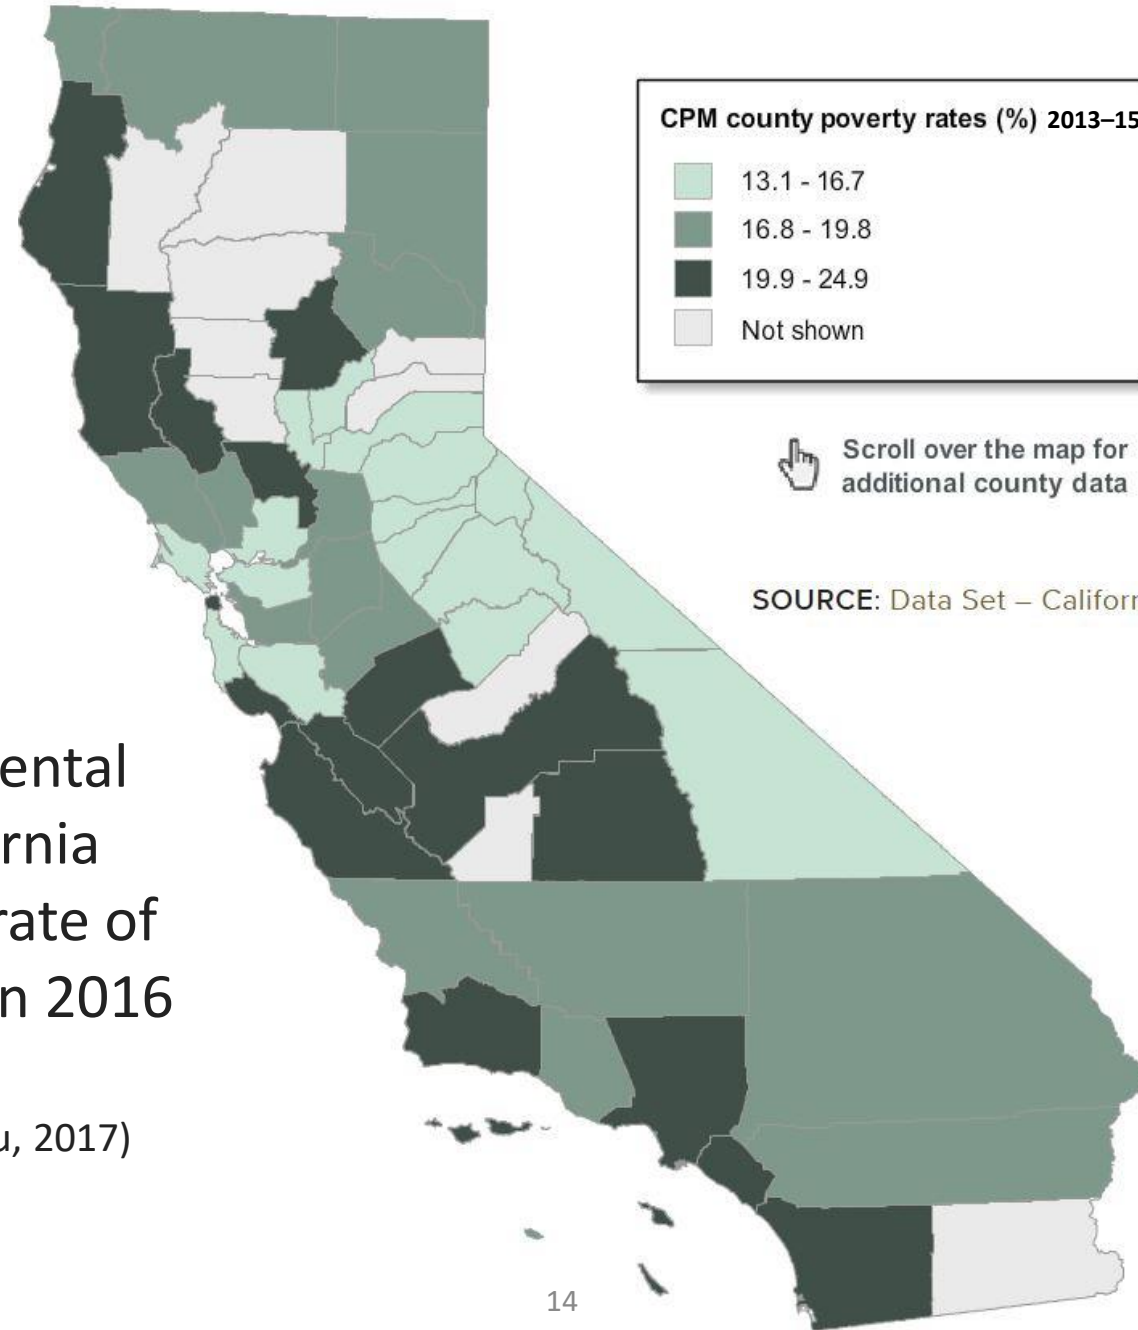 CPM county poverty rates (%) 2013–15
13.1 - 16.7
16.8 - 19.8
19.9 - 24.9
Not shown
Scroll over the map for
additional county data
SOURCE: Data Set – Califor
ental
rnia
rate of
n 2016
u, 2017)
14